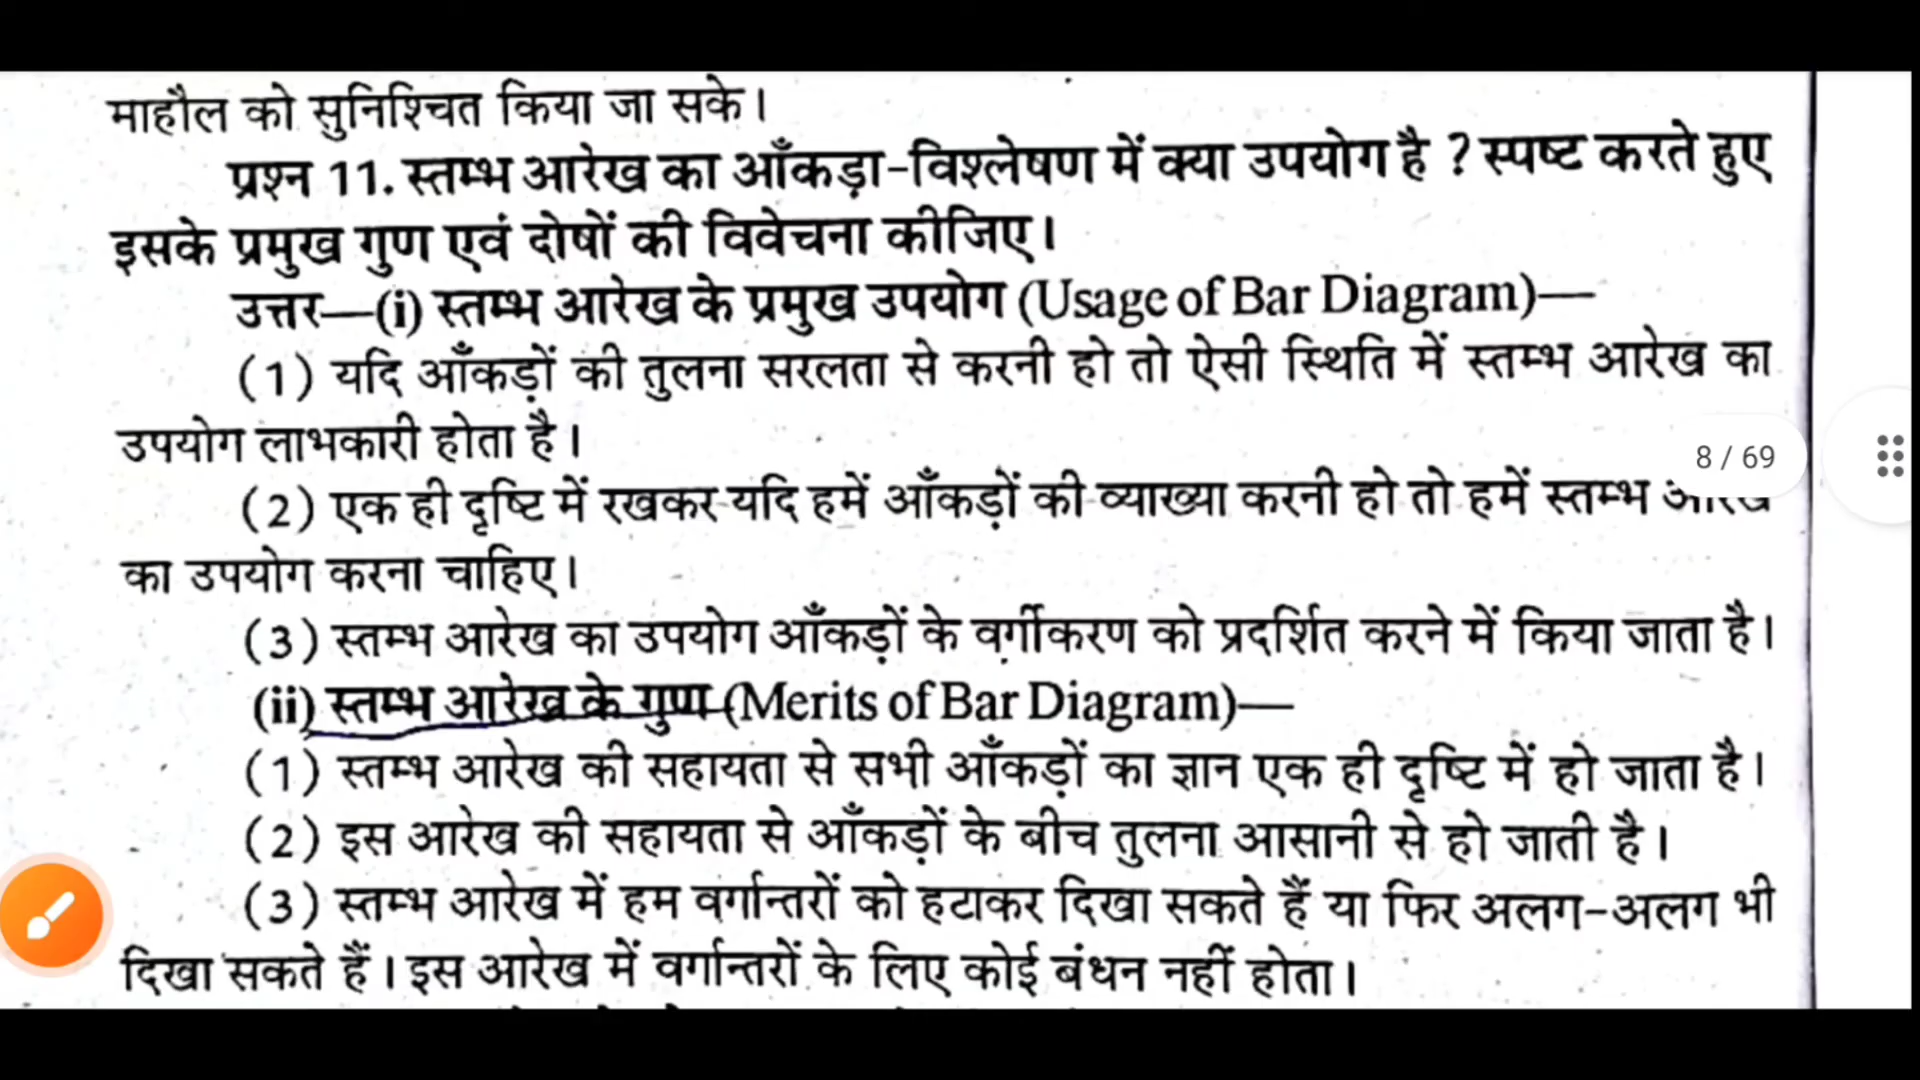 माहौल को सुनिश्चित किया जा सके।
प्रश्न 11. स्तम्भ आरेख का आँकड़ा-विश्लेषण में क्या उपयोग है ? स्पष्ट करते हुए
इसके प्रमुख गुण एवं दोषों की विवेचना कीजिए।
उत्तर—(i) स्तम्भ आरेख के प्रमुख उपयोग (Usage of Bar Diagram)—
(1) यदि आँकड़ों की तुलना सरलता से करनी हो तो ऐसी स्थिति में स्तम्भ आरेख का
उपयोग लाभकारी होता है।
8 / 69
(2) एक ही दृष्टि में रखकर यदि हमें आँकड़ों की व्याख्या करनी हो तो हमें स्तम्भ आरेख
का उपयोग करना चाहिए।
(3) स्तम्भ आरेख का उपयोग आँकड़ों के वर्गीकरण को प्रदर्शित करने में किया जाता है।
(ii) स्तम्भ आरेख के गुण (Merits of Bar Diagram)—
(1) स्तम्भ आरेख की सहायता से सभी आँकड़ों का ज्ञान एक ही दृष्टि में हो जाता है।
(2) इस आरेख की सहायता से आँकड़ों के बीच तुलना आसानी से हो जाती है।
(3) स्तम्भ आरेख में हम वर्गान्तरों को हटाकर दिखा सकते हैं या फिर अलग-अलग भी
दिखा सकते हैं। इस आरेख में वर्गान्तरों के लिए कोई बंधन नहीं होता।